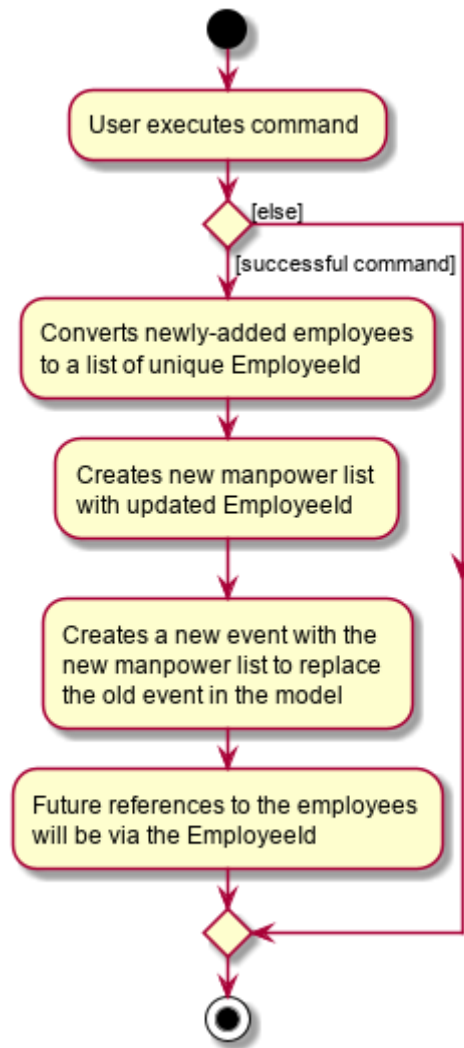 User executes command
[else]
[successful command]
Converts newly-added employees
to a list of unique EmployeeId
Creates new manpower list
with updated EmployeeId
Creates a new event with the
new manpower list to replace
the old event in the model
Future references to the employees
will be via the EmployeeId